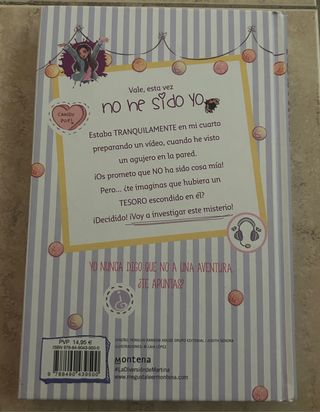 Vale, esta vez
no he sido yo
Estaba TRANQUILAMENTE en mi cuarto
preparando un vídeo, cuando he visto
un agujero en la pared.
¡Os prometo que NO ha sido cosa mía!
Pero... ¿te imaginas que hubiera un
TESORO escondido en él?
¡Decidido! ¡Voy a investigar este misterio!
YO NUNCA DIGO QUE NO A UNA AVENTURA
¿TE APUNTAS?
PVP 14,95 €
montena
#LaDiversiondeMartina
www.megustaleermontena.com